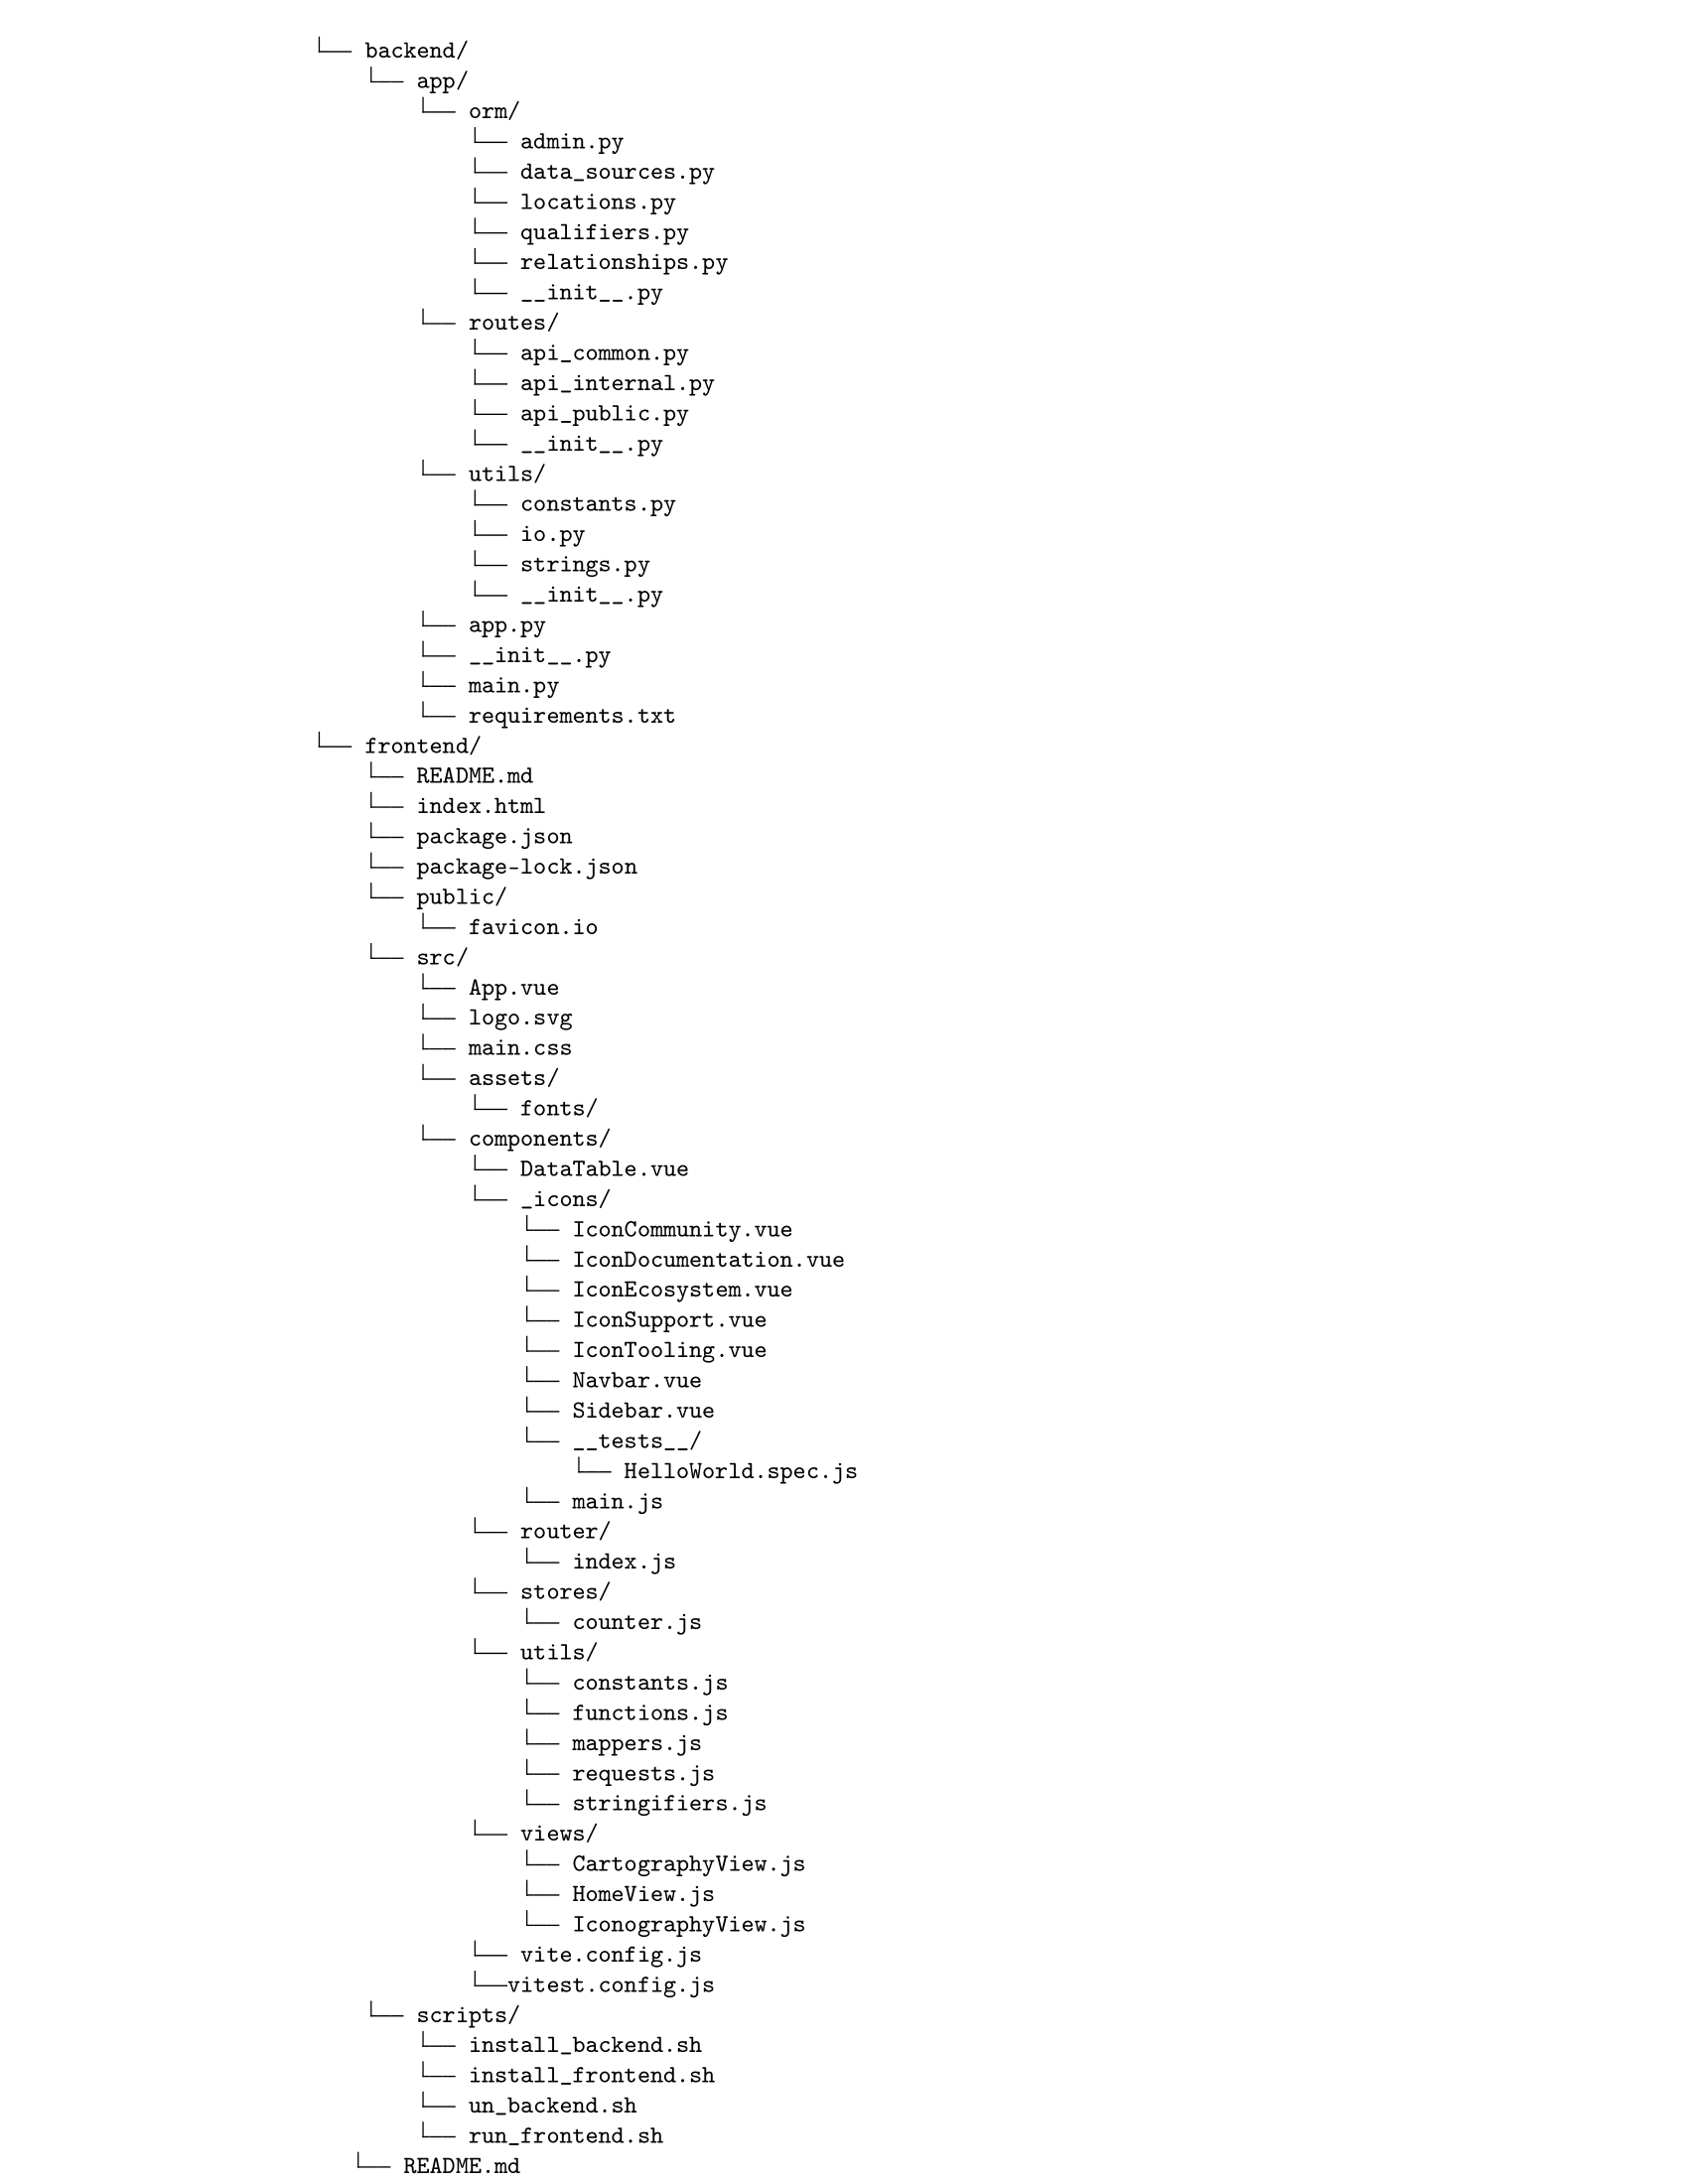 └── backend/
    └── app/
        └── orm/
            └── admin.py
            └── data_sources.py
            └── locations.py
            └── qualifiers.py
            └── relationships.py
            └── __init__.py
        └── routes/
            └── api_common.py
            └── api_internal.py
            └── api_public.py
            └── __init__.py
        └── utils/
            └── constants.py
            └── io.py
            └── strings.py
            └── __init__.py
        └── app.py
        └── __init__.py
        └── main.py
        └── requirements.txt
└── frontend/
    └── README.md
    └── index.html
    └── package.json
    └── package-lock.json
    └── public/
        └── favicon.io
    └── src/
        └── App.vue
        └── logo.svg
        └── main.css
        └── assets/
            └── fonts/
        └── components/
            └── DataTable.vue
            └── _icons/
                └── IconCommunity.vue
                └── IconDocumentation.vue
                └── IconEcosystem.vue
                └── IconSupport.vue
                └── IconTooling.vue
                └── Navbar.vue
                └── Sidebar.vue
                └── __tests__/
                    └── HelloWorld.spec.js
                └── main.js
            └── router/
                └── index.js
            └── stores/
                └── counter.js
            └── utils/
                └── constants.js
                └── functions.js
                └── mappers.js
                └── requests.js
                └── stringifiers.js
            └── views/
                └── CartographyView.js
                └── HomeView.js
                └── IconographyView.js
            └── vite.config.js
            └──vitest.config.js
    └── scripts/
        └── install_backend.sh
        └── install_frontend.sh
        └── un_backend.sh
        └── run_frontend.sh
   └── README.md